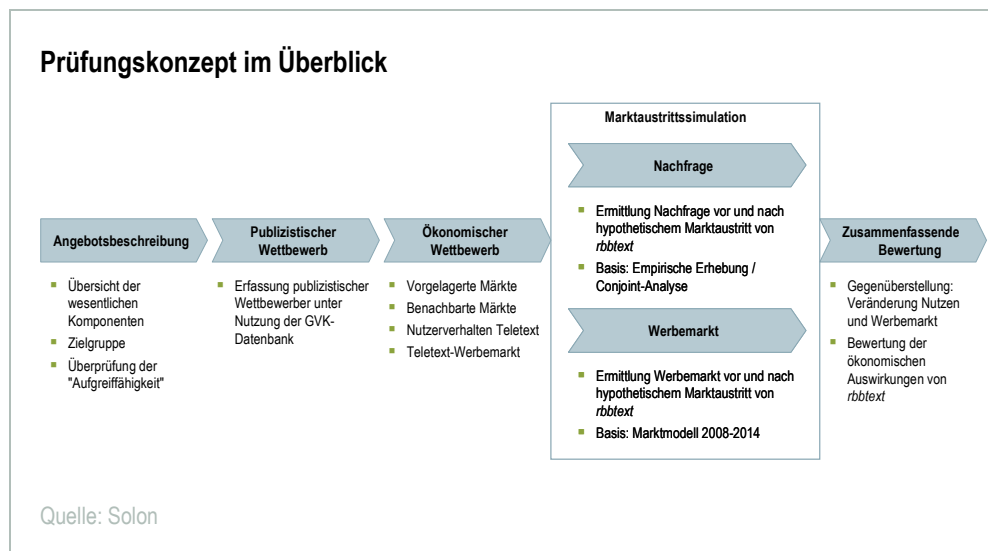 Prüfungskonzept im Überblick
Angebotsbeschreibung
Übersicht der
wesentlichen
Komponenten
Zielgruppe
Überprüfung der
"Aufgreiffähigkeit"
Publizistischer
Wettbewerb
Erfassung publizistischer
Wettbewerber unter
Nutzung der GVK-
Datenbank
Ökonomischer
Wettbewerb
Vorgelagerte Märkte
Benachbarte Märkte
Nutzerverhalten Teletext
Teletext-Werbemarkt
Marktaustrittssimulation
Nachfrage
Ermittlung Nachfrage vor und nach
hypothetischem Marktaustritt von
rbbtext
Basis: Empirische Erhebung /
Conjoint-Analyse
Werbemarkt
Ermittlung Werbemarkt vor und nach
hypothetischem Marktaustritt von
rbbtext
Basis: Marktmodell 2008-2014
Zusammenfassende
Bewertung
Gegenüberstellung:
Veränderung Nutzen
und Werbemarkt
Bewertung der
ökonomischen
Auswirkungen von
rbbtext
Quelle: Solon